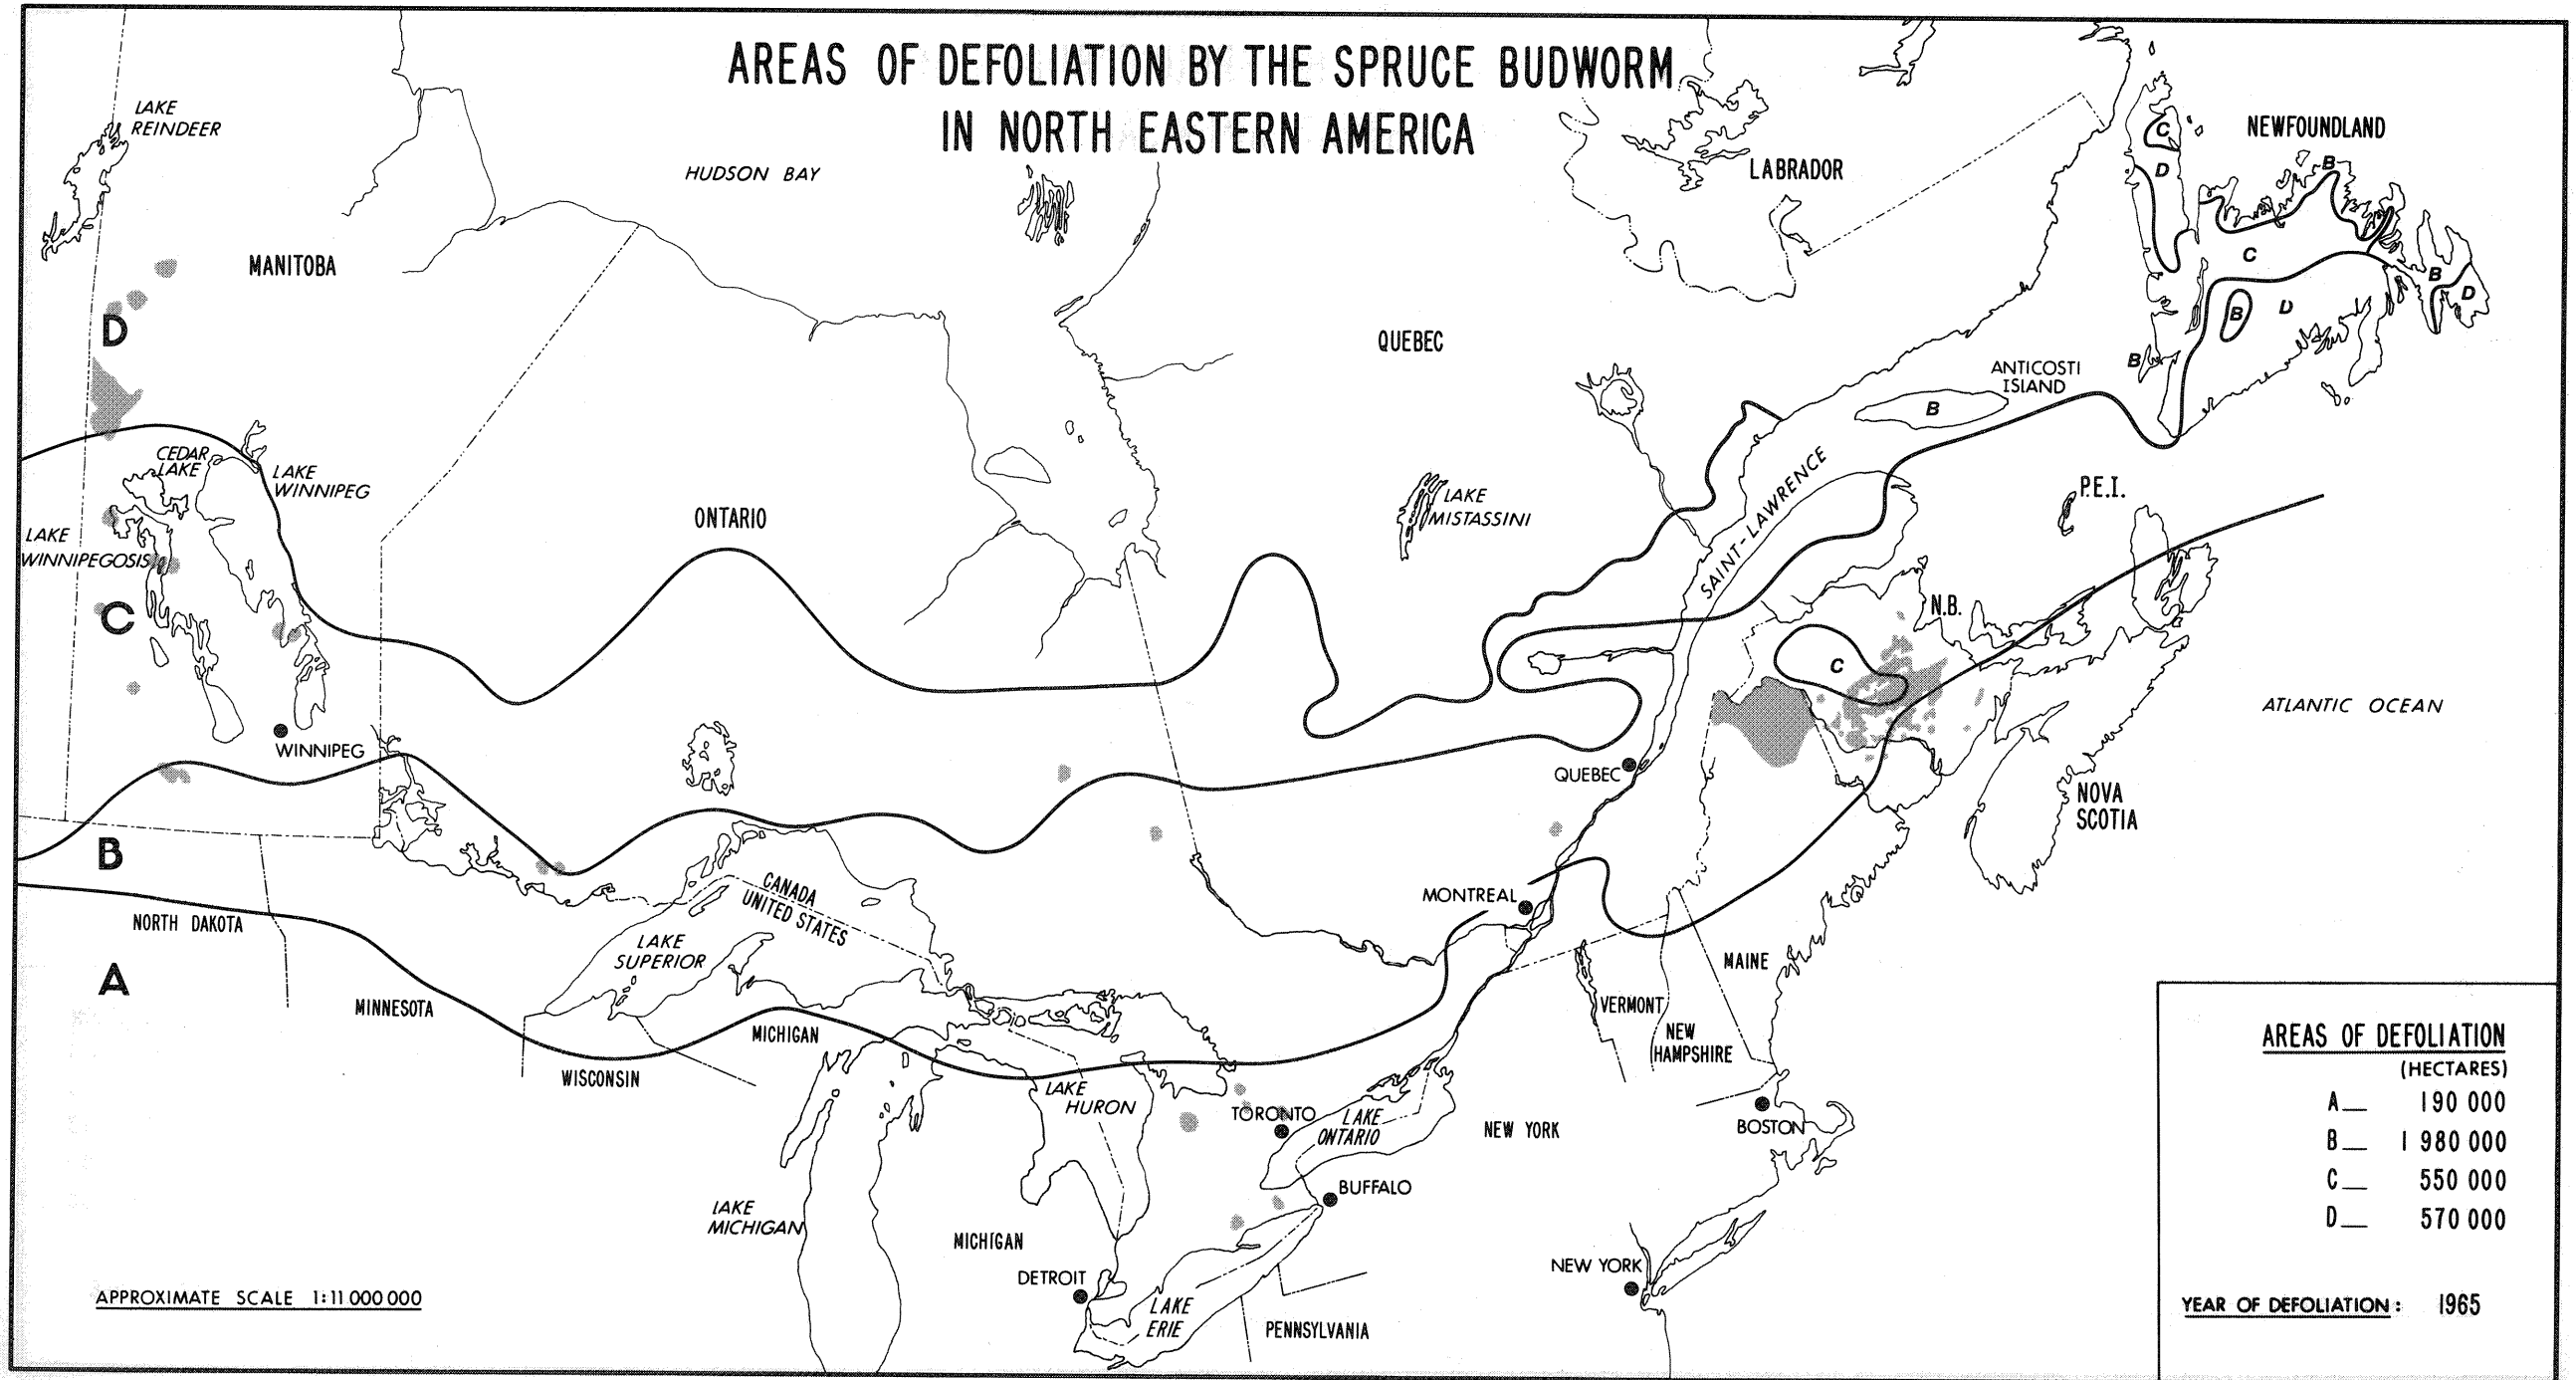 AREAS OF DEFOLIATION BY THE SPRUCE BUDWORM
IN NORTH EASTERN AMERICA
LAKE
REINDEER
HUDSON BAY
LABRADOR
NEWFOUNDLAND
C
D
B
C
B
D
B
D
B
MANITOBA
D
QUEBEC
ANTICOSTI
ISLAND
B
CEDAR
LAKE
LAKE
WINNIPEG
LAKE
WINNIPEGOSIS
ONTARIO
LAKE
MISTASSINI
SAINT-LAWRENCE
P.E.I.
N.B.
C
C
WINNIPEG
QUEBEC
ATLANTIC OCEAN
NOVA
SCOTIA
B
CANADA
UNITED STATES
MONTREAL
NORTH DAKOTA
LAKE
SUPERIOR
A
MINNESOTA
MICHIGAN
WISCONSIN
MAINE
VERMONT
NEW
HAMPSHIRE
LAKE
HURON
TORONTO
LAKE
ONTARIO
NEW YORK
BOSTON
BUFFALO
LAKE
MICHIGAN
MICHIGAN
DETROIT
LAKE
ERIE
PENNSYLVANIA
NEW YORK
APPROXIMATE SCALE 1:11 000 000
AREAS OF DEFOLIATION
(HECTARES)
A__ 190 000
B__ 1 980 000
C__ 550 000
D__ 570 000
YEAR OF DEFOLIATION: 1965